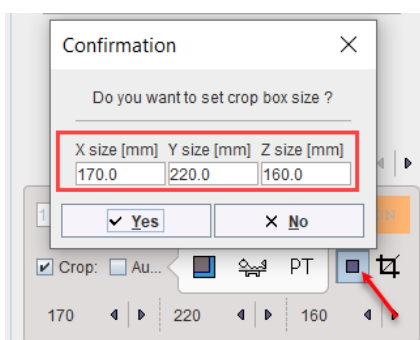 Confirmation
Do you want to set crop box size ?
X size [mm] Y size [mm] Z size [mm]
170.0 220.0 160.0
Yes No
Crop: Au... PT
170 220 160